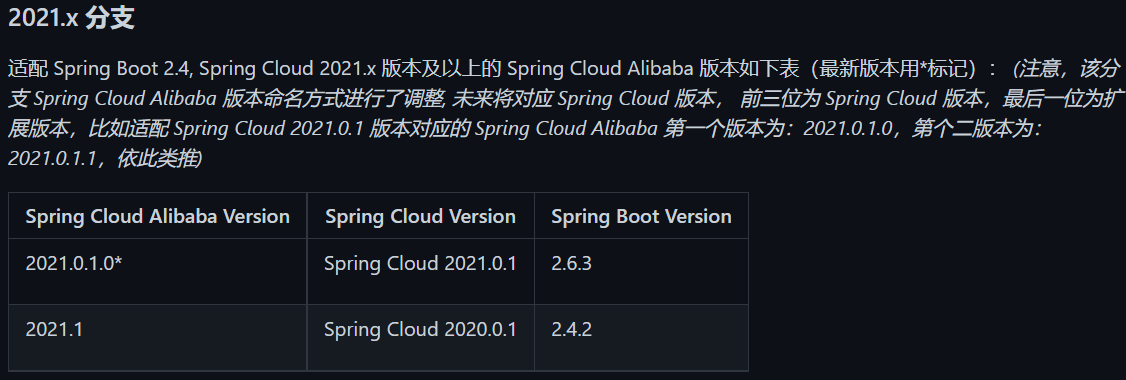 2021.x 分支
适配 Spring Boot 2.4, Spring Cloud 2021.x 版本及以上的 Spring Cloud Alibaba 版本如下表（最新版本用*标记）： (注意，该分
支 Spring Cloud Alibaba 版本命名方式进行了调整, 未来将对应 Spring Cloud 版本， 前三位为 Spring Cloud 版本，最后一位为扩
展版本，比如适配 Spring Cloud 2021.0.1 版本对应的 Spring Cloud Alibaba 第一个版本为：2021.0.1.0，第个二版本为：
2021.0.1.1，依此类推)
Spring Cloud Alibaba Version Spring Cloud Version Spring Boot Version
2021.0.1.0* Spring Cloud 2021.0.1 2.6.3
2021.1 Spring Cloud 2020.0.1 2.4.2